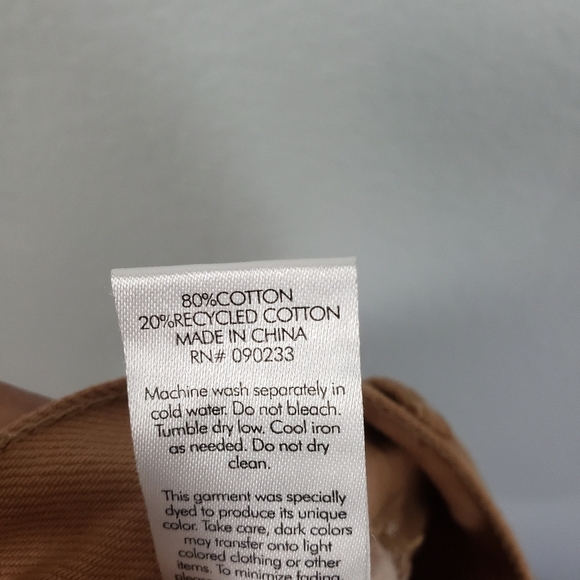 80%COTTON
20%RECYCLED COTTON
MADE IN CHINA
RN# 090233
Machine wash separately in
cold water. Do not bleach.
Tumble dry low. Cool iron
as needed. Do not dry
clean.
This garment was specially
dyed to produce its unique
color. Take care, dark colors
may transfer onto light
colored clothing or other
items. To minimize fading
please